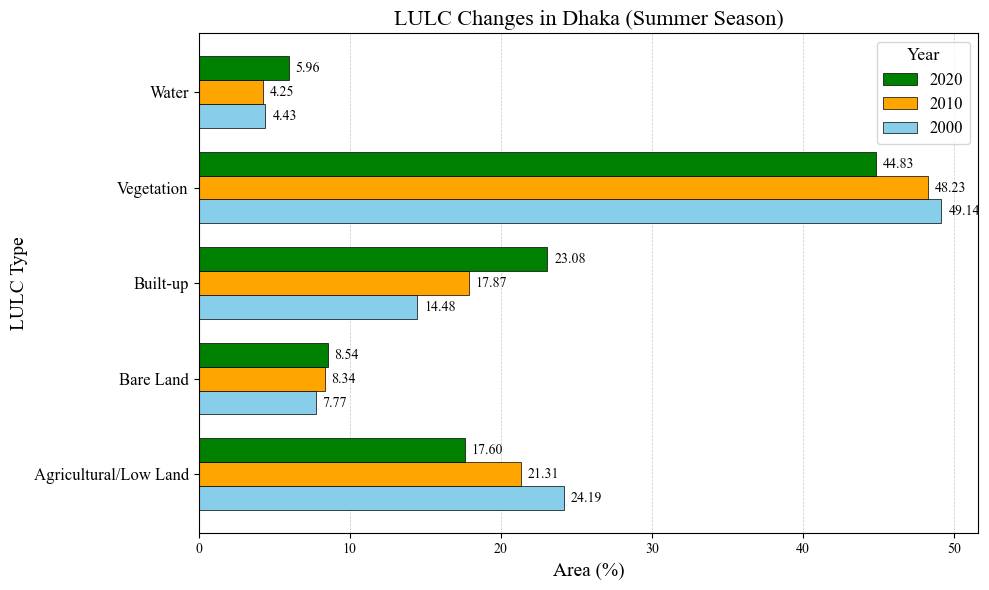 LULC Changes in Dhaka (Summer Season)
Year
2020
2010
2000
LULC Type
Water
5.96
4.25
4.43
Vegetation
44.83
48.23
49.14
Built-up
23.08
17.87
14.48
Bare Land
8.54
8.34
7.77
Agricultural/Low Land
17.60
21.31
24.19
0 10 20 30 40 50
Area (%)